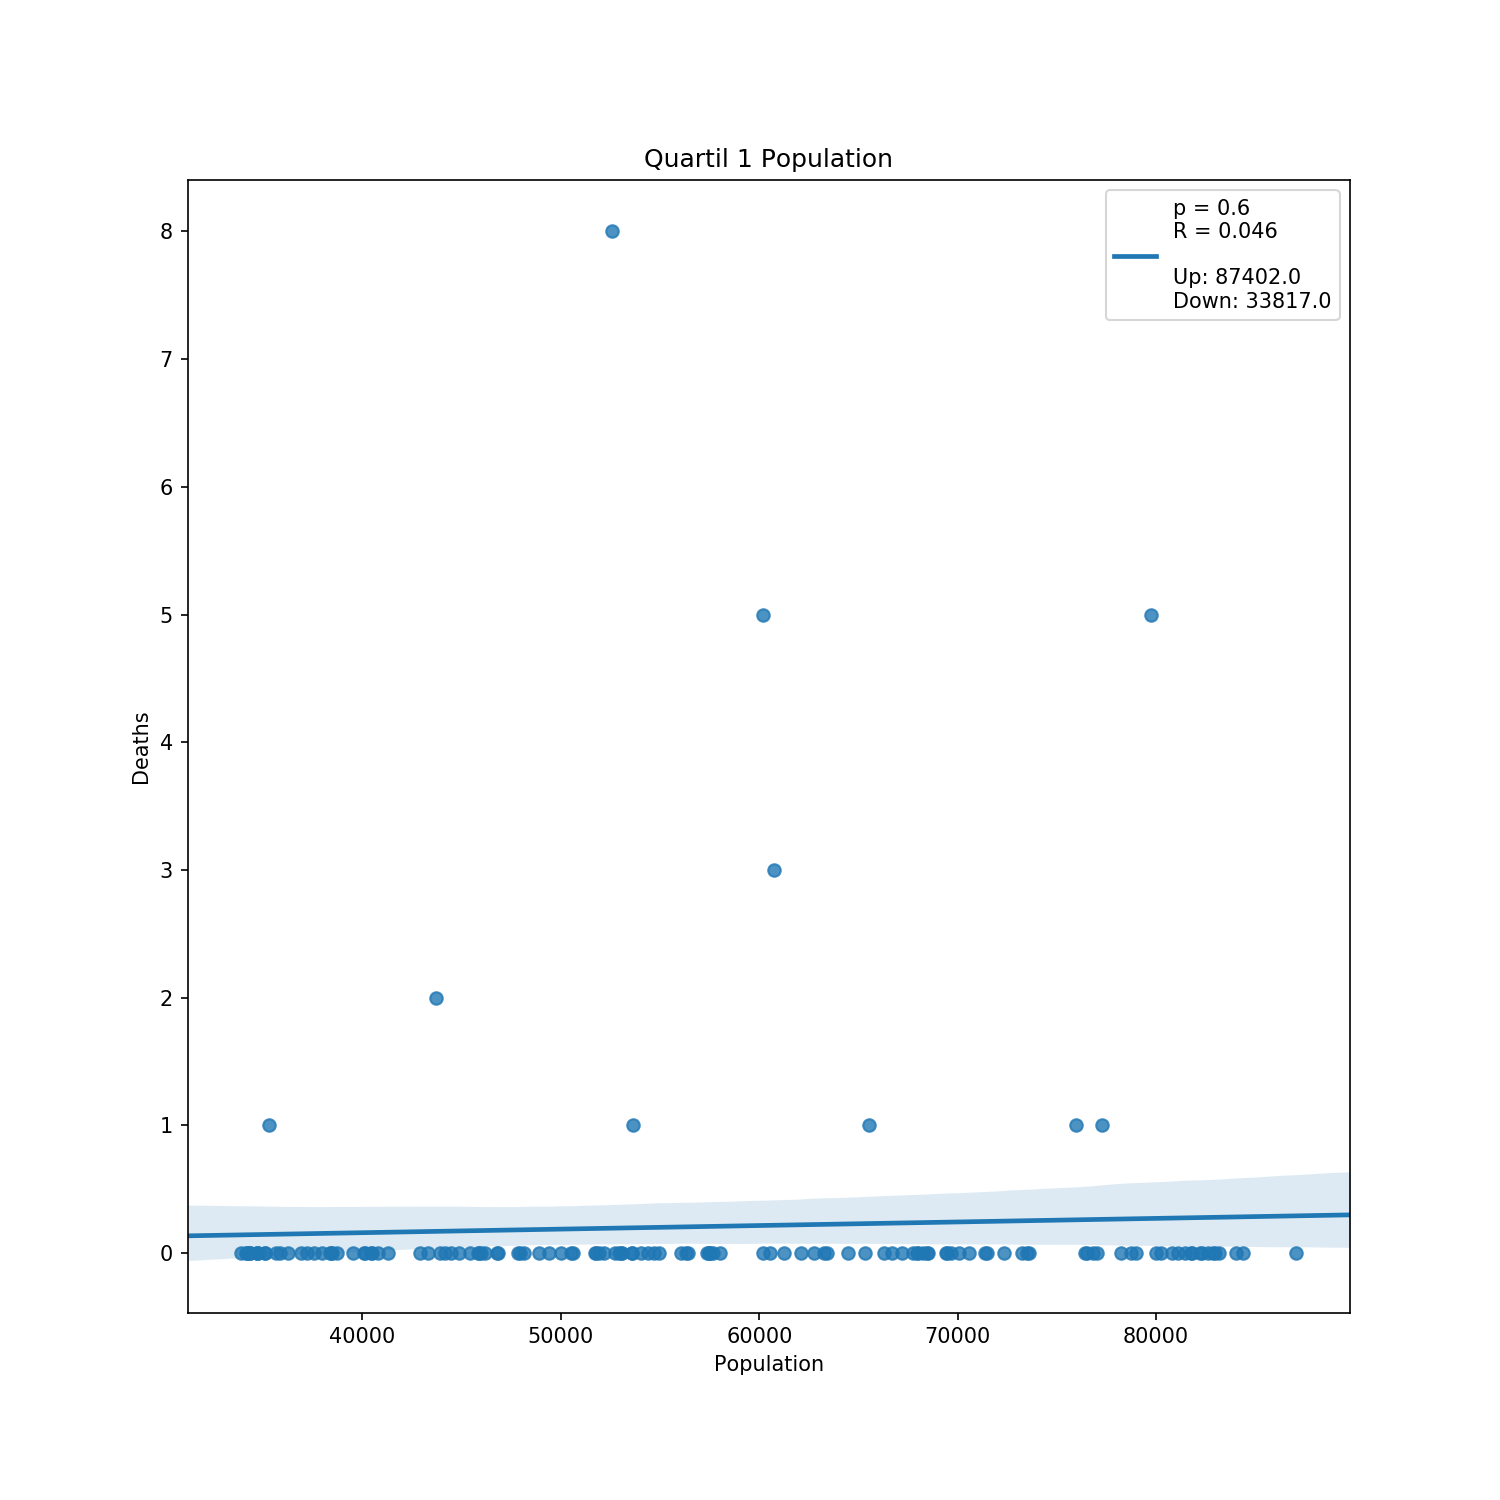 Quartil 1 Population
p = 0.6
R = 0.046
Up: 87402.0
Down: 33817.0
8
7
6
5
4
3
2
1
0
Deaths
40000 50000 60000 70000 80000
Population